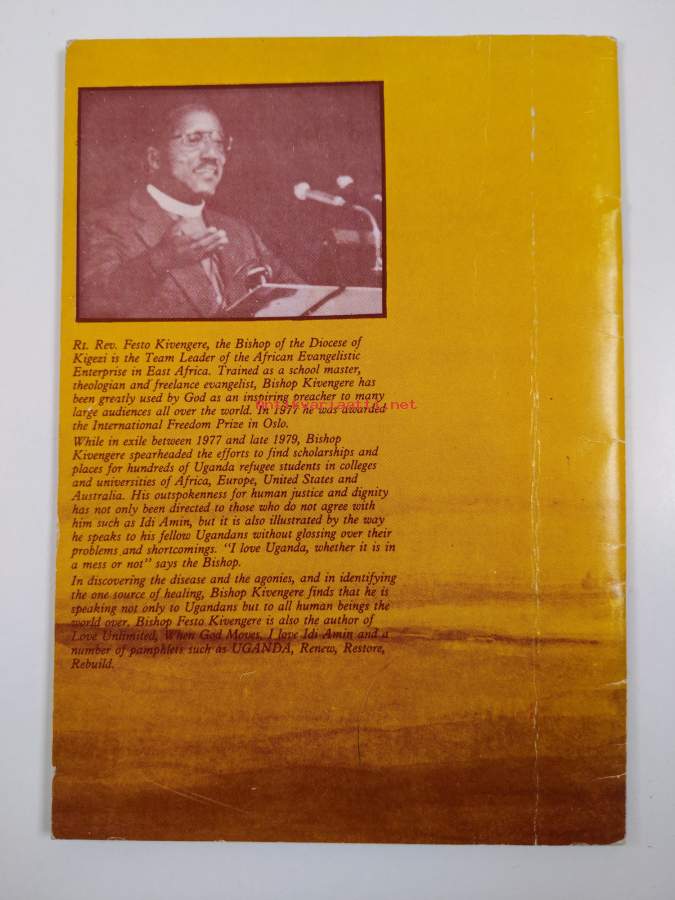 Rt. Rev. Festo Kivengere, the Bishop of the Diocese of
Kigezi is the Team Leader of the African Evangelistic
Enterprise in East Africa. Trained as a school master,
theologian and freelance evangelist, Bishop Kivengere has
been greatly used by God as an inspiring preacher to many
large audiences all over the world. In 1977 he was awarded
antikvariaatti.net
the International Freedom Prize in Oslo.
While in exile between 1977 and late 1979, Bishop
Kivengere spearheaded the efforts to find scholarships and
places for hundreds of Uganda refugee students in colleges
and universities of Africa, Europe, United States and
Australia. His outspokenness for human justice and dignity
has not only been directed to those who do not agree with
him such as Idi Amin, but it is also illustrated by the way
he speaks to his fellow Ugandans without glossing over their
problems and shortcomings. "I love Uganda, whether it is in
a mess or not" says the Bishop.
In discovering the disease and the agonies, and in identifying
the one source of healing, Bishop Kivengere finds that he is
speaking not only to Ugandans but to all human beings the
world over. Bishop Festo Kivengere is also the author of
Love Unlimited, When God Moves, I love Idi Amin and a
number of pamphlets such as UGANDA, Renew, Restore,
Rebuild.